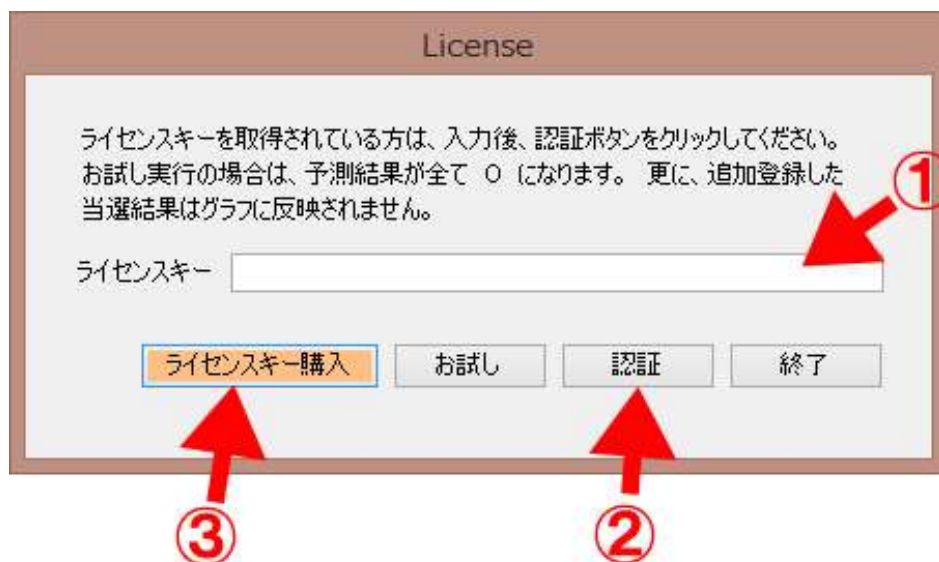 License
ライセンスキーを取得されている方は、入力後、認証ボタンをクリックしてください。
お試し実行の場合は、予測結果が全て 0 になります。 更に、追加登録した
当選結果はグラフに反映されません。
①
ライセンスキー
ライセンスキー購入 お試し 認証 終了
③ ②